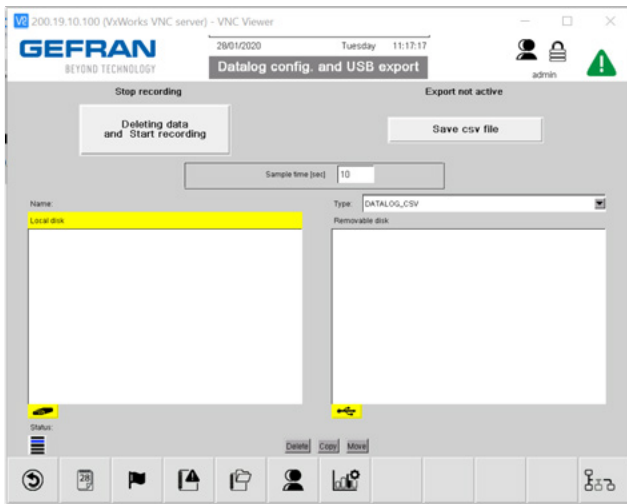 200.19.10.100 (VxWorks VNC server) - VNC Viewer
GEFRAN
BEYOND TECHNOLOGY
28/01/2020 Tuesday 11:17:17
Datalog config. and USB export
admin
Stop recording
Export not active
Deleting data
and Start recording
Save csv file
Sample time [sec] 10
Name:
Type: DATALOG_CSV
Local disk
Removable disk
Status:
Delete Copy Move
28